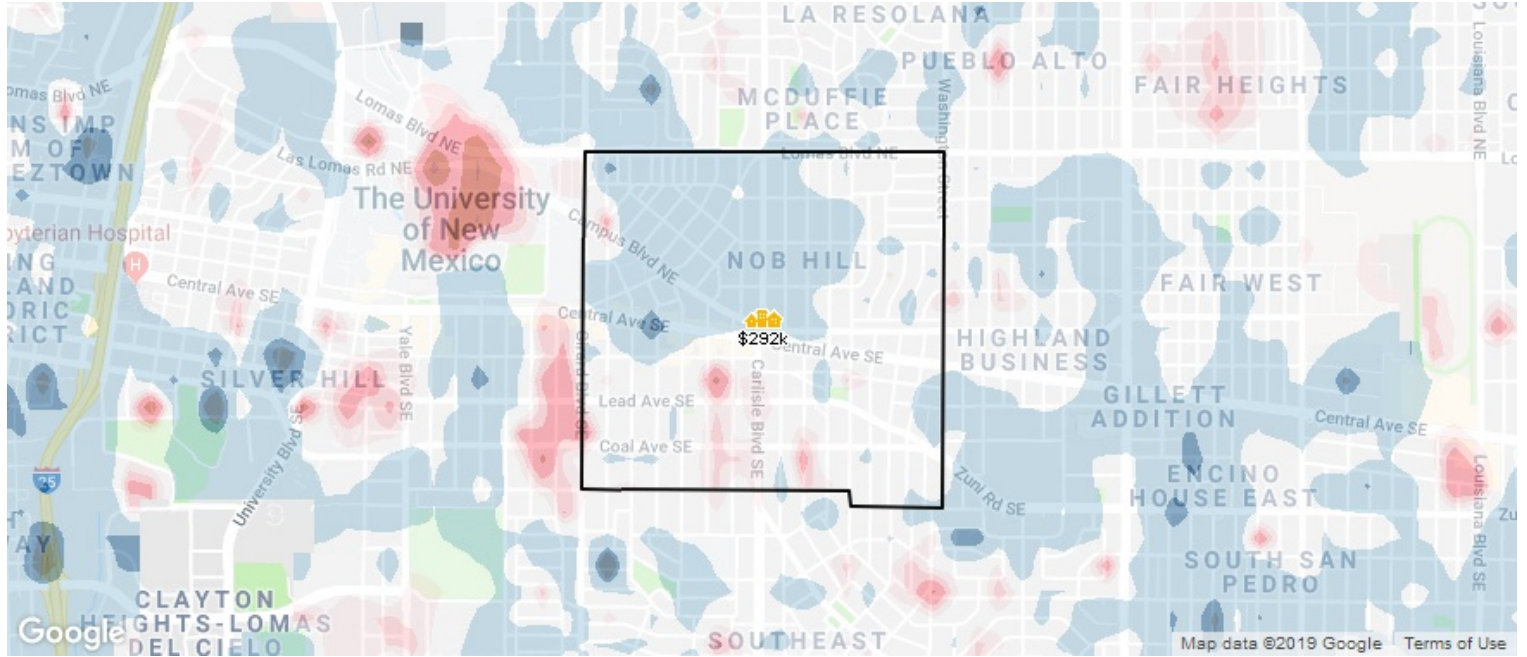 LA RESOLANA
PUEBLO ALTO
FAIR HEIGHTS
Louisiana Blvd NE
Lomas Blvd NE
MCDUFFIE
PLACE
Lomas Blvd NE
Washington Street
Las Lomas Rd NE
The University
of New
Mexico
Campus Blvd NE
NOB HILL
Presbyterian Hospital
H
Central Ave SE
FAIR WEST
Central Ave SE
$292k
Central Ave SE
HIGHLAND
BUSINESS
Yale Blvd SE
Girard Blvd SE
SILVER HILL
Lead Ave SE
Carlisle Blvd SE
GILLETT
ADDITION
Central Ave SE
Coal Ave SE
25
University Blvd SE
Zuni Rd SE
ENCINO
HOUSE EAST
Louisiana Blvd SE
SOUTH SAN
PEDRO
CLAYTON
HEIGHTS-LOMAS
DEL CIELO
Google
SOUTHEAST
Map data ©2019 Google
Terms of Use